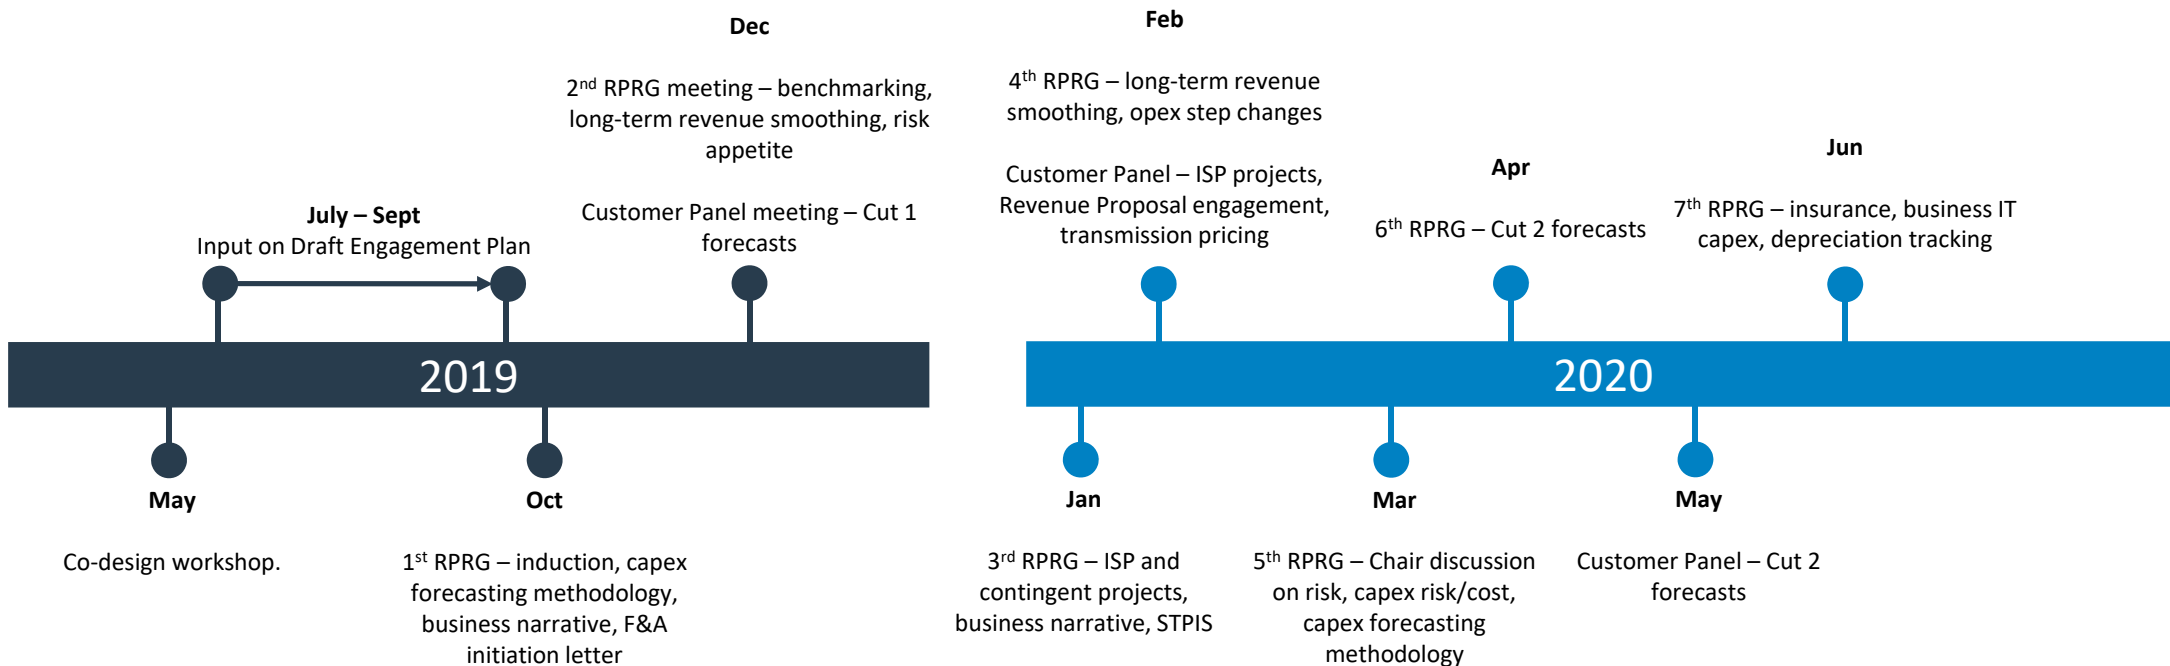 Dec
2nd RPRG meeting – benchmarking,
long-term revenue smoothing, risk
appetite
Customer Panel meeting – Cut 1
forecasts
July – Sept
Input on Draft Engagement Plan
2019
May
Co-design workshop.
Oct
1st RPRG – induction, capex
forecasting methodology,
business narrative, F&A
initiation letter
Feb
4th RPRG – long-term revenue
smoothing, opex step changes
Customer Panel – ISP projects,
Revenue Proposal engagement,
transmission pricing
Apr
6th RPRG – Cut 2 forecasts
Jun
7th RPRG – insurance, business IT
capex, depreciation tracking
2020
Jan
3rd RPRG – ISP and
contingent projects,
business narrative, STPIS
Mar
5th RPRG – Chair discussion
on risk, capex risk/cost,
capex forecasting
methodology
May
Customer Panel – Cut 2
forecasts